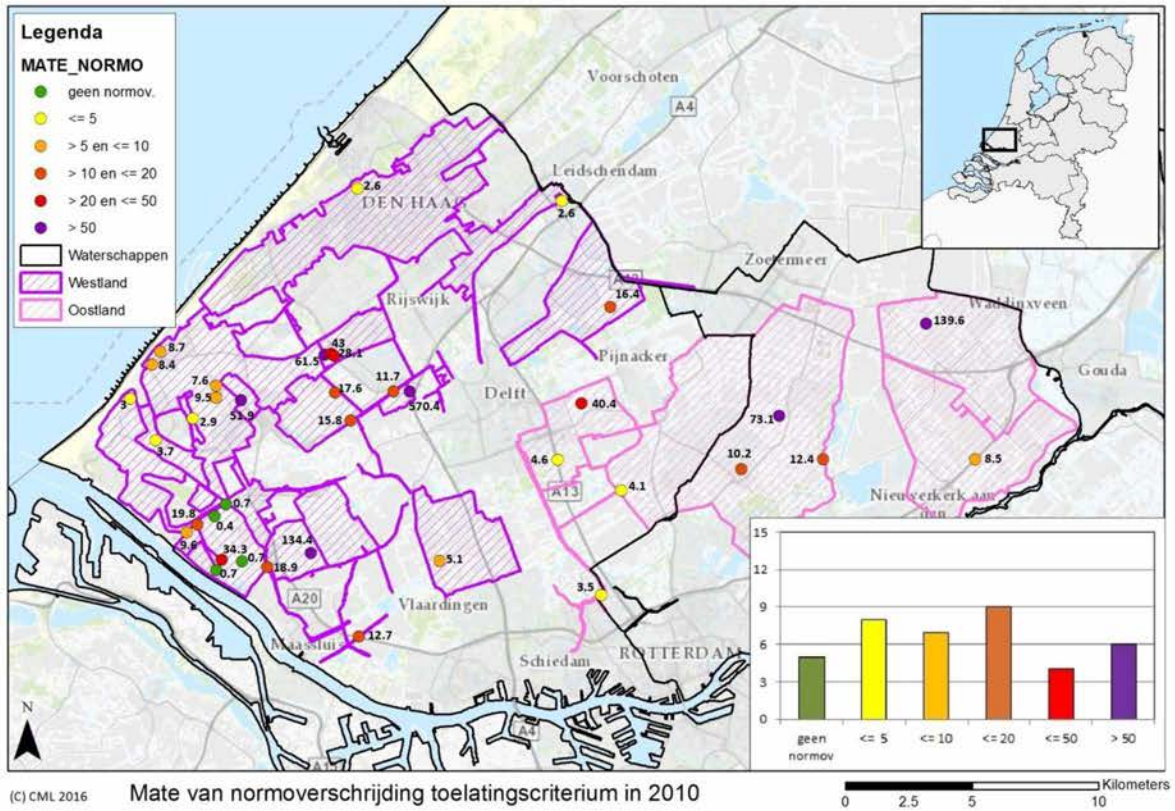 Legenda
MATE_NORMO
geen normov.
<= 5
> 5 en <= 10
> 10 en <= 20
> 20 en <= 50
> 50
Waterschappen
Westland
Oostland
Voorschoten
A4
Leidschendam
2.6
DEN HAAG
2.6
Zoetermeer
A12
16.4
Rijswijk
Waddinxveen
139.6
8.7
8.4
43
28.1
61.5
Pijnacker
Gouda
7.6
9.5
51.9
17.6
11.7
570.4
Delft
40.4
3
2.9
15.8
73.1
3.7
4.6
10.2
12.4
8.5
A13
4.1
Nieuwerkerk aan
0.7
19.8
0.4
9.6
134.4
34.3
0.7
0.7
18.9
5.1
3.5
A20
Vlaardingen
12.7
Maassluis
Schiedam
ROTTERDAM
A4
N
15
12
9
6
3
0
geen
normov
<= 5
<= 10
<= 20
<= 50
> 50
(C) CML 2016
Mate van normoverschrijding toelatingscriterium in 2010
Kilometers
0 2.5 5 10